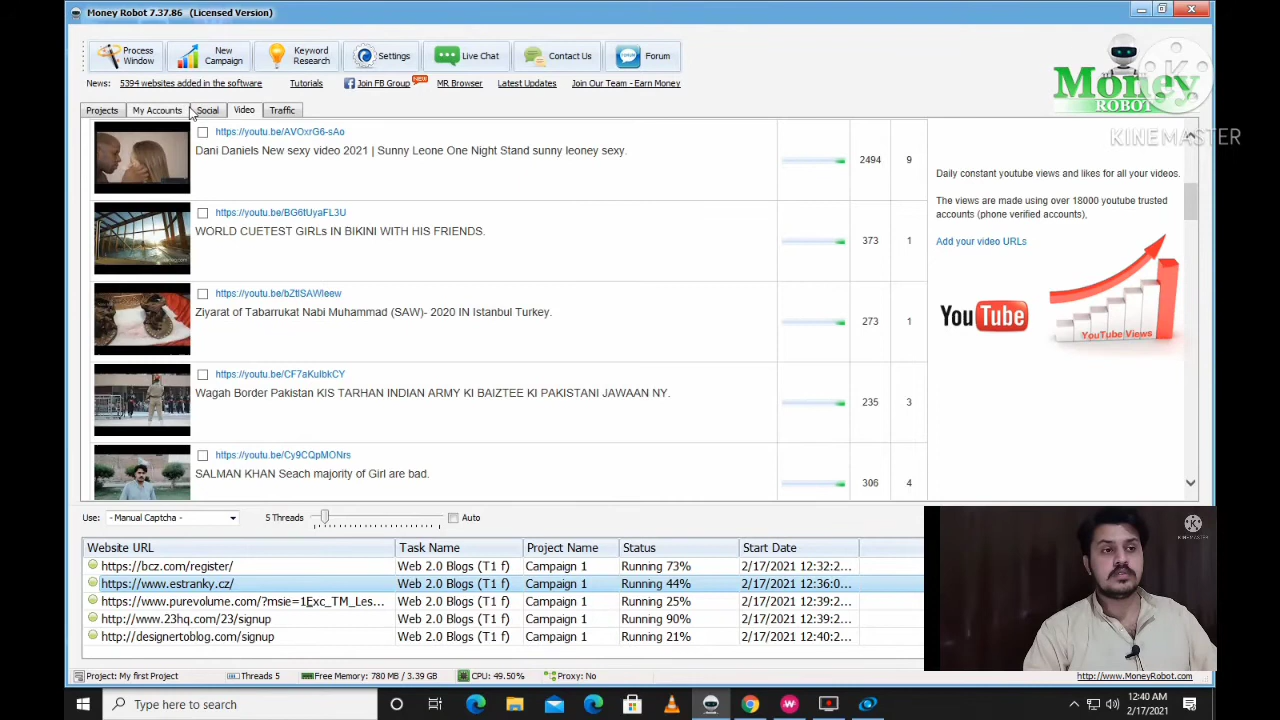 Money Robot 7.37.86 (Licensed Version)
Process Window
New Campaign
Keyword Research
Settings
Live Chat
Contact Us
FORUM
Forum
News:
5394 websites added in the software
Tutorials
Join FB Group
NEW
MR Browser
Latest Updates
Join Our Team - Earn Money
Money
ROBOT
KINEMASTER
Projects
My Accounts
Social
Video
Traffic
https://youtu.be/AVOxrG6-sAo
Dani Daniels New sexy video 2021 | Sunny Leone One Night Stand sunny leoney sexy.
2494
9
https://youtu.be/BG6tUyaFL3U
WORLD CUETEST GIRLs IN BIKINI WITH HIS FRIENDS.
373
1
https://youtu.be/bZtlSAWleew
Ziyarat of Tabarrukat Nabi Muhammad (SAW)- 2020 IN Istanbul Turkey.
273
1
https://youtu.be/CF7aKulbkCY
Wagah Border Pakistan KIS TARHAN INDIAN ARMY KI BAIZTEE KI PAKISTANI JAWAAN NY.
235
3
https://youtu.be/Cy9CQpMONrs
SALMAN KHAN Seach majority of Girl are bad.
306
4
Daily constant youtube views and likes for all your videos.
The views are made using over 18000 youtube trusted
accounts (phone verified accounts),
Add your video URLs
YouTube
YouTube Views
Use:
- Manual Captcha -
5 Threads
Auto
Website URL
Task Name
Project Name
Status
Start Date
https://bcz.com/register/
Web 2.0 Blogs (T1 f)
Campaign 1
Running 73%
2/17/2021 12:32:2...
https://www.estranky.cz/
Web 2.0 Blogs (T1 f)
Campaign 1
Running 44%
2/17/2021 12:36:0...
https://www.purevolume.com/?msie=1Exc_TM_Les...
Web 2.0 Blogs (T1 f)
Campaign 1
Running 25%
2/17/2021 12:39:2...
http://www.23hq.com/23/signup
Web 2.0 Blogs (T1 f)
Campaign 1
Running 90%
2/17/2021 12:39:2...
http://designertoblog.com/signup
Web 2.0 Blogs (T1 f)
Campaign 1
Running 21%
2/17/2021 12:40:2...
KINEMASTER
Project: My first Project
Threads 5
Free Memory: 780 MB / 3.39 GB
CPU: 49.50%
Proxy: No
http://www.MoneyRobot.com
Type here to search
12:40 AM
2/17/2021